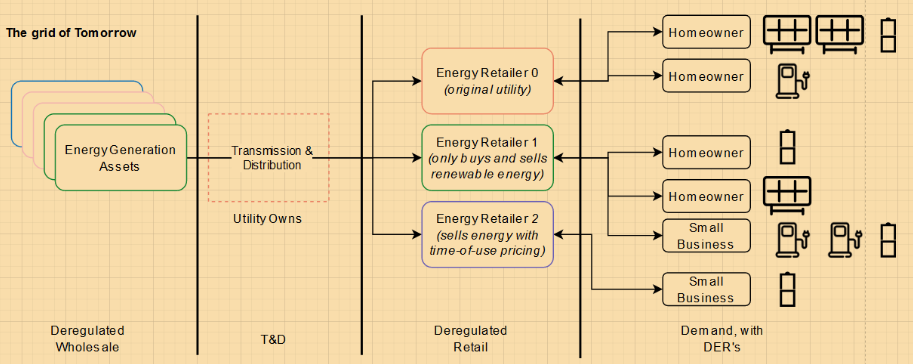 The grid of Tomorrow
Energy Generation
Assets
Transmission &
Distribution
Utility Owns
Energy Retailer 0
(original utility)
Energy Retailer 1
(only buys and sells
renewable energy)
Energy Retailer 2
(sells energy with
time-of-use pricing)
Homeowner
Homeowner
Homeowner
Homeowner
Small
Business
Small
Business
Deregulated
Wholesale
T&D
Deregulated
Retail
Demand, with
DER's